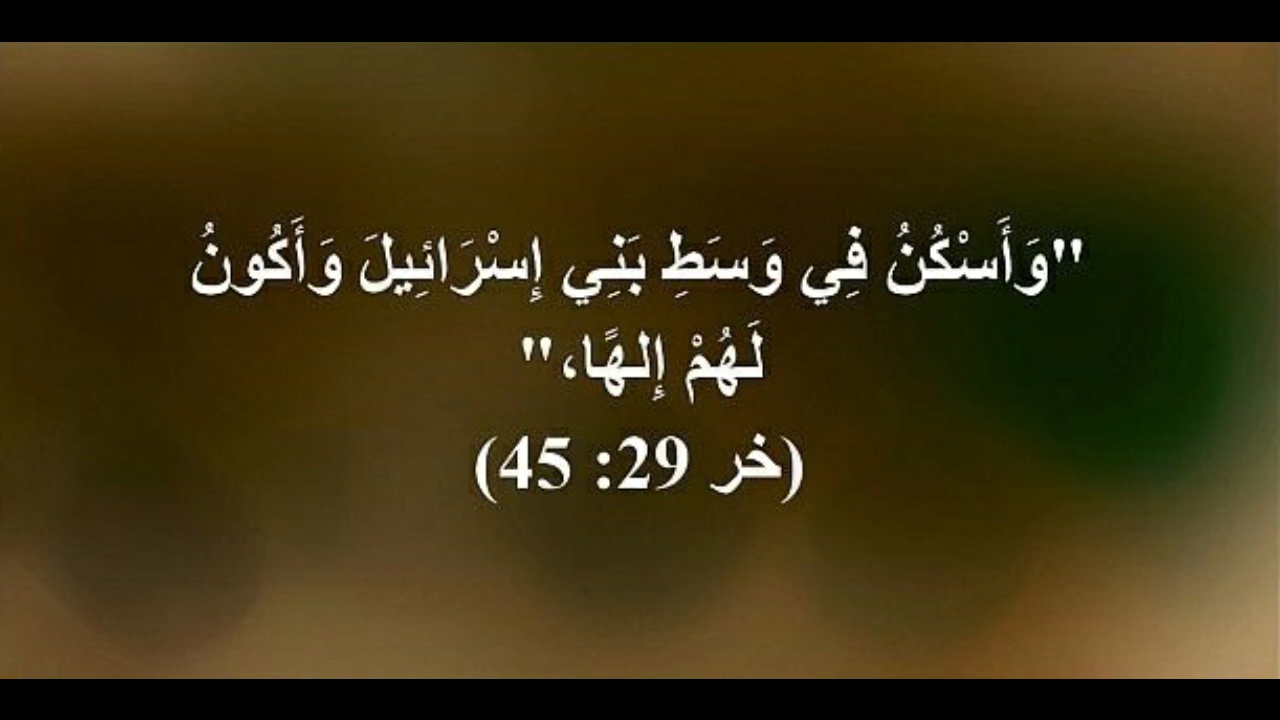 "وَأَسْكُنُ فِي وَسَطِ بَنِي إِسْرَائِيلَ وَأَكُونُ
لَهُمْ إِلهًا،"
(خر 29: 45)